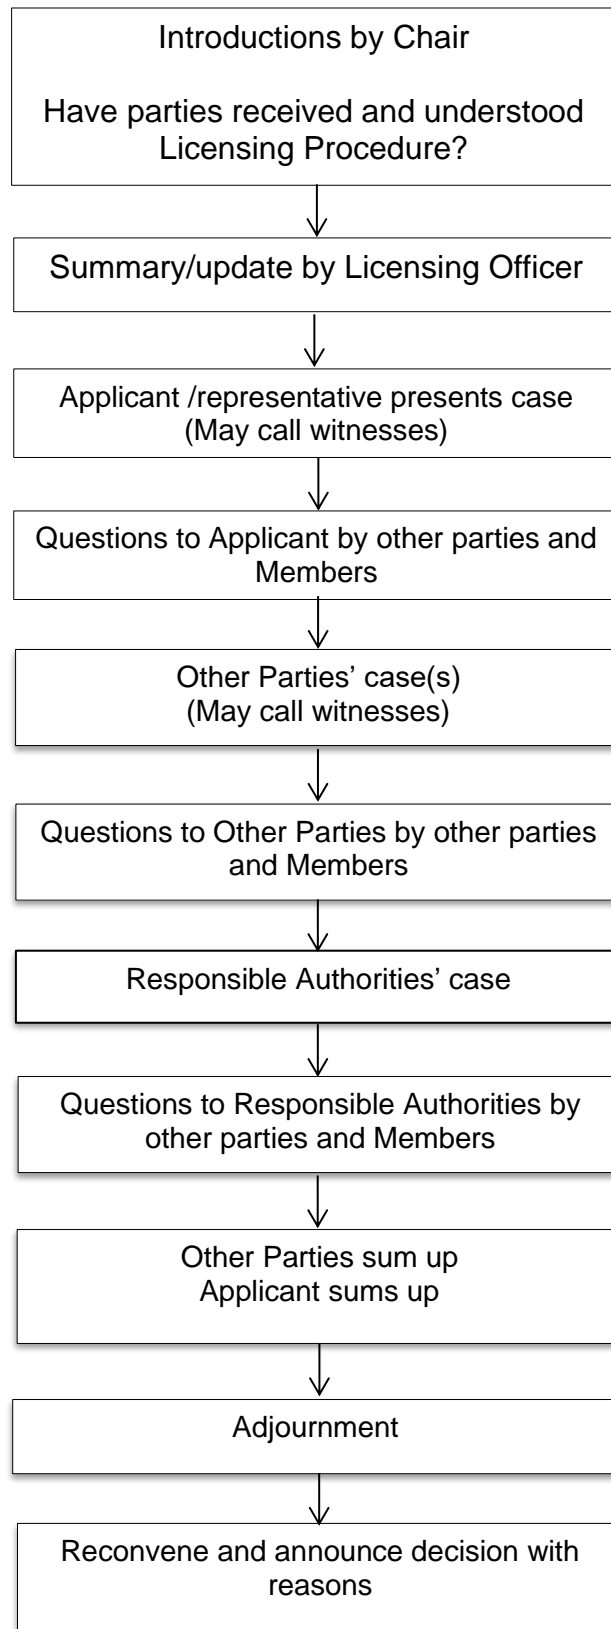 Introductions by Chair
Have parties received and understood
Licensing Procedure?
Summary/update by Licensing Officer
Applicant /representative presents case
(May call witnesses)
Questions to Applicant by other parties and
Members
Other Parties’ case(s)
(May call witnesses)
Questions to Other Parties by other parties
and Members
Responsible Authorities’ case
Questions to Responsible Authorities by
other parties and Members
Other Parties sum up
Applicant sums up
Adjournment
Reconvene and announce decision with
reasons